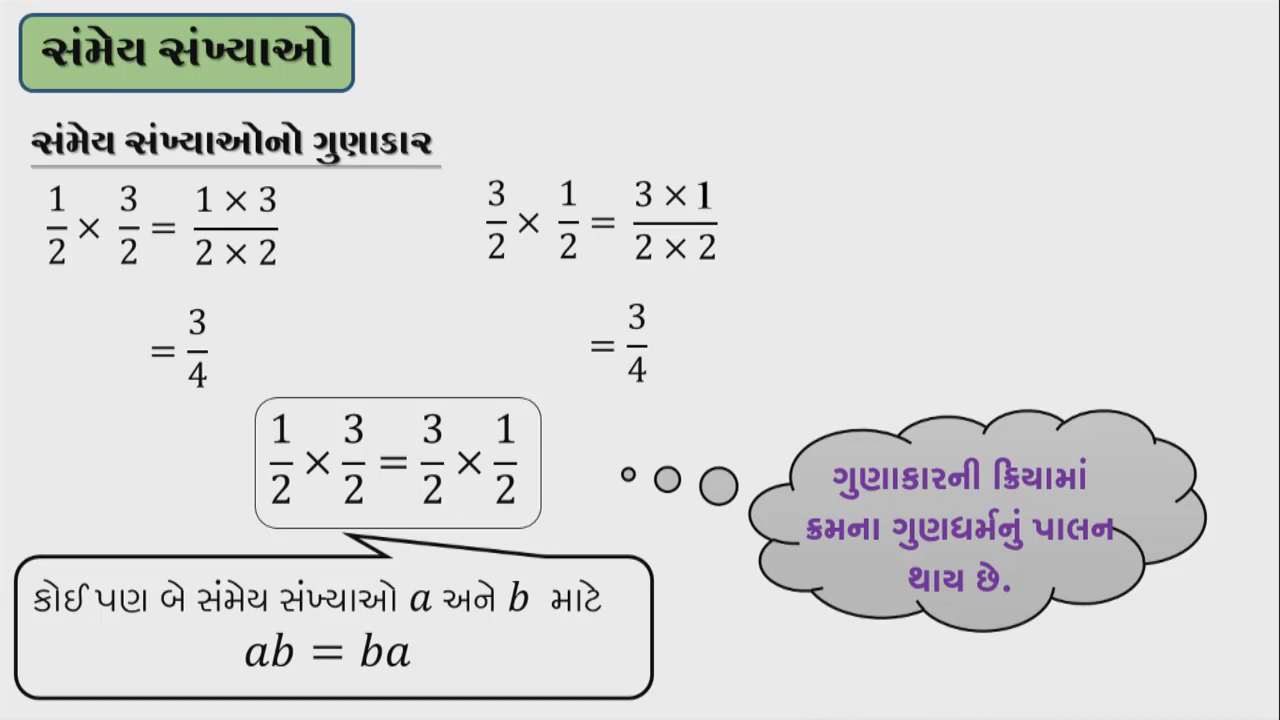 સંમેય સંખ્યાઓ
સંમેય સંખ્યાઓનો ગુણાકાર
1/2 × 3/2 = (1 × 3)/(2 × 2)
= 3/4
3/2 × 1/2 = (3 × 1)/(2 × 2)
= 3/4
1/2 × 3/2 = 3/2 × 1/2
ગુણાકારની ક્રિયામાં
ક્રમના ગુણધર્મનું પાલન
થાય છે.
કોઈ પણ બે સંમેય સંખ્યાઓ a અને b માટે
ab = ba